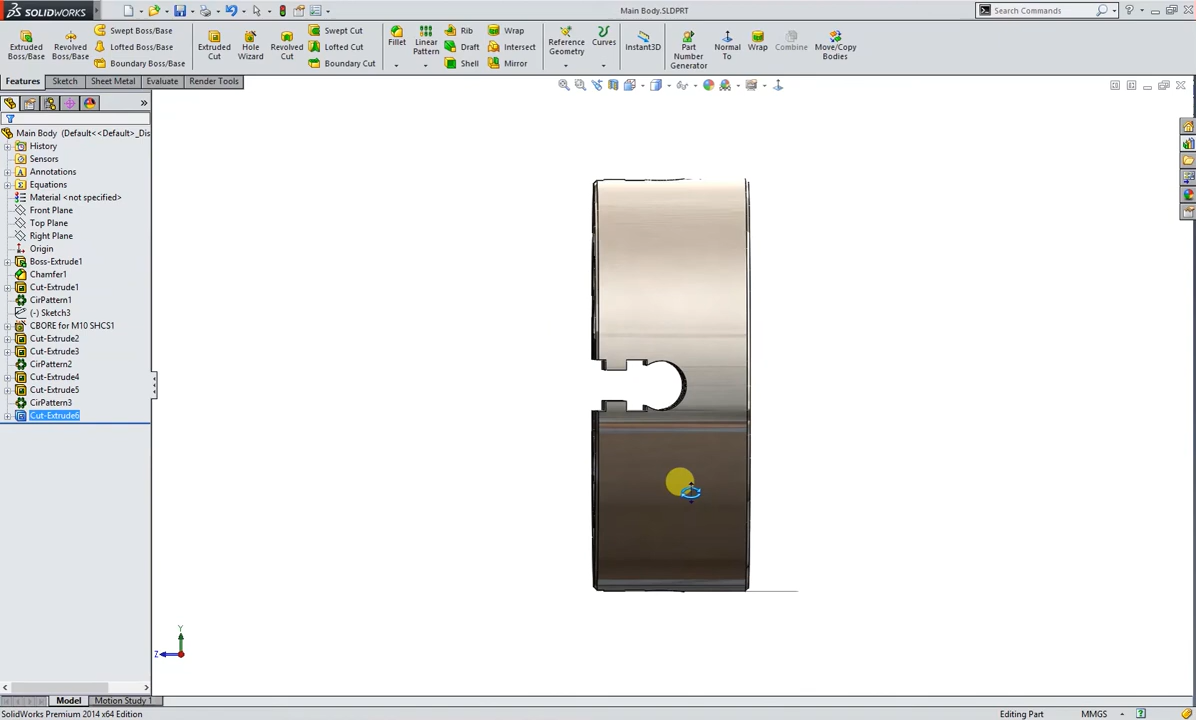 SOLIDWORKS
Main Body.SLDPRT
Search Commands
Extruded Boss/Base
Revolved Boss/Base
Swept Boss/Base
Lofted Boss/Base
Boundary Boss/Base
Extruded Cut
Hole Wizard
Revolved Cut
Swept Cut
Lofted Cut
Boundary Cut
Fillet
Linear Pattern
Rib
Draft
Shell
Wrap
Intersect
Mirror
Reference Geometry
Curves
Instant3D
Part Number Generator
Normal To
Wrap
Combine
Move/Copy Bodies
Features
Sketch
Sheet Metal
Evaluate
Render Tools
Main Body (Default<<Default>_Dis
History
Sensors
Annotations
Equations
Material <not specified>
Front Plane
Top Plane
Right Plane
Origin
Boss-Extrude1
Chamfer1
Cut-Extrude1
CirPattern1
(-) Sketch3
CBORE for M10 SHCS1
Cut-Extrude2
Cut-Extrude3
CirPattern2
Cut-Extrude4
Cut-Extrude5
CirPattern3
Cut-Extrude6
Y
Z
Model
Motion Study 1
SolidWorks Premium 2014 x64 Edition
Editing Part
MMGS